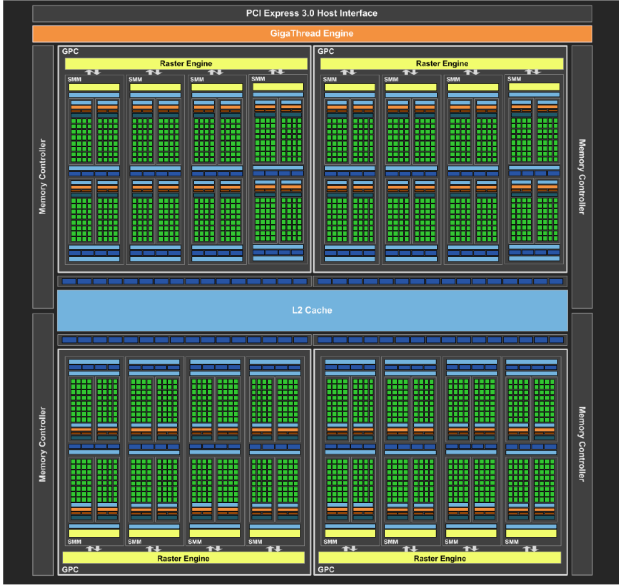 PCI Express 3.0 Host Interface
GigaThread Engine
GPC
GPC
Raster Engine
Raster Engine
SMM
SMM
SMM
SMM
SMM
SMM
SMM
SMM
Memory Controller
Memory Controller
L2 Cache
Memory Controller
Memory Controller
SMM
SMM
SMM
SMM
SMM
SMM
SMM
SMM
Raster Engine
Raster Engine
GPC
GPC